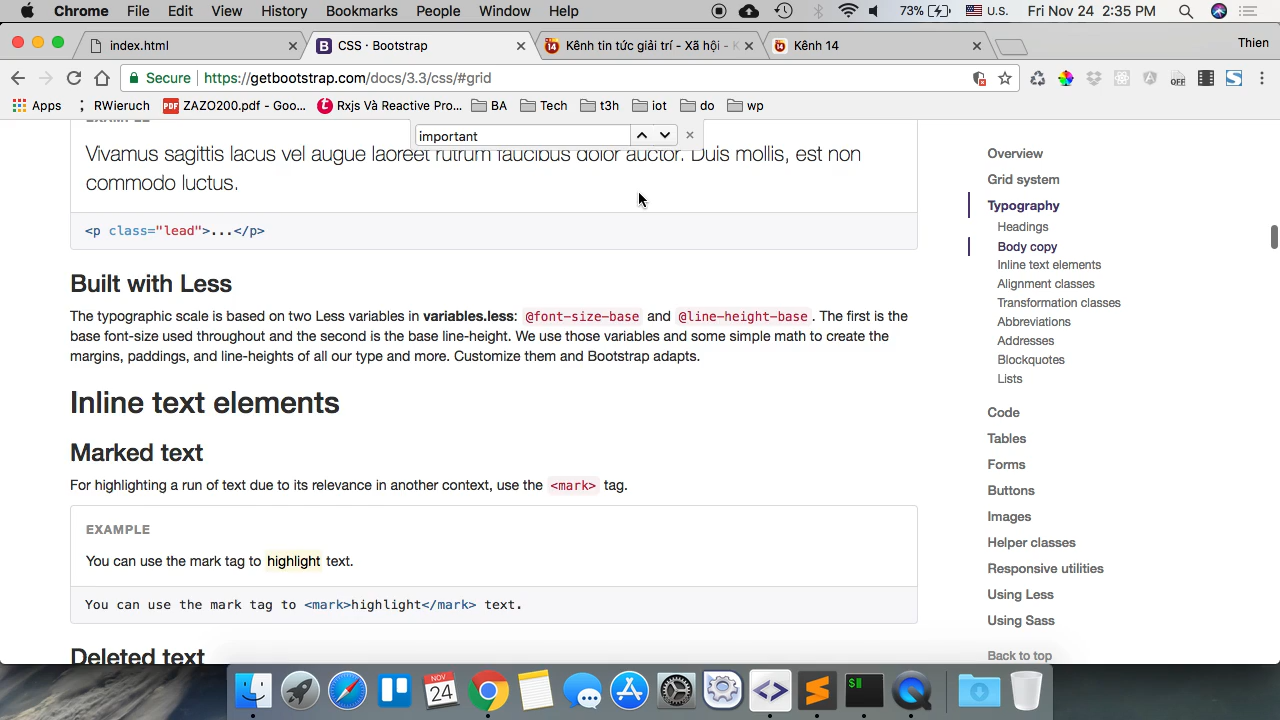 Chrome File Edit View History Bookmarks People Window Help 73% U.S. Fri Nov 24 2:35 PM
index.html
CSS · Bootstrap
Kênh tin tức giải trí - Xã hội -
Kênh 14
Thien
Secure https://getbootstrap.com/docs/3.3/css/#grid
Apps RWieruch ZAZO200.pdf - Goo... Rxjs Và Reactive Pro... BA Tech t3h iot do wp
important
Vivamus sagittis lacus vel augue laoreet rutrum faucibus dolor auctor. Duis mollis, est non
commodo luctus.
<p class="lead">...</p>
Built with Less
The typographic scale is based on two Less variables in variables.less: @font-size-base and @line-height-base . The first is the
base font-size used throughout and the second is the base line-height. We use those variables and some simple math to create the
margins, paddings, and line-heights of all our type and more. Customize them and Bootstrap adapts.
Inline text elements
Marked text
For highlighting a run of text due to its relevance in another context, use the <mark> tag.
EXAMPLE
You can use the mark tag to highlight text.
You can use the mark tag to <mark>highlight</mark> text.
Deleted text
Overview
Grid system
Typography
Headings
Body copy
Inline text elements
Alignment classes
Transformation classes
Abbreviations
Addresses
Blockquotes
Lists
Code
Tables
Forms
Buttons
Images
Helper classes
Responsive utilities
Using Less
Using Sass
Back to top
NOV
24